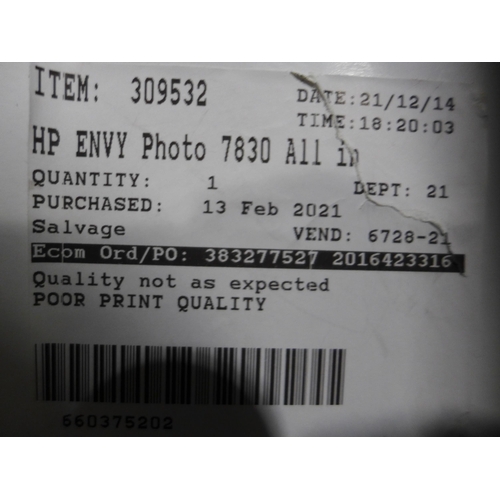 ITEM: 309532
DATE:21/12/14
TIME:18:20:03
HP ENVY Photo 7830 All in
QUANTITY: 1 DEPT: 21
PURCHASED: 13 Feb 2021
Salvage VEND: 6728-21
Ecom Ord/PO: 383277527 2016423316
Quality not as expected
POOR PRINT QUALITY
660375202